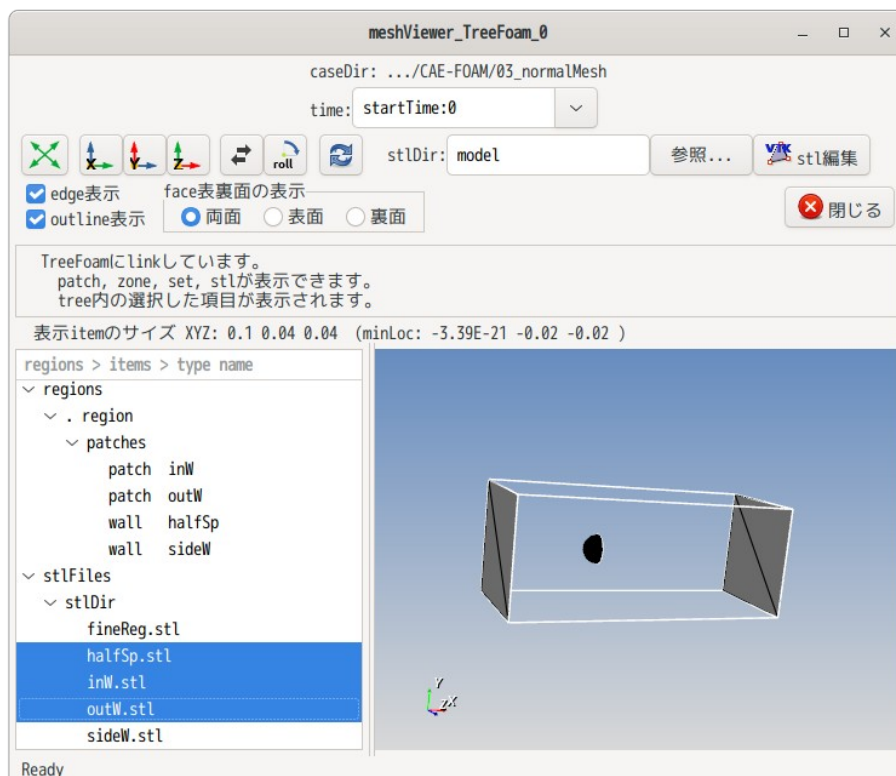 meshViewer_TreeFoam_0
caseDir: .../CAE-FOAM/03_normalMesh
time: startTime:0
X Y Z roll stlDir: model 参照... VTK stl編集
edge表示 face表裏面の表示
outline表示 両面 表面 裏面 閉じる
TreeFoamにlinkしています。
patch, zone, set, stlが表示できます。
tree内の選択した項目が表示されます。
表示itemのサイズ XYZ: 0.1 0.04 0.04 (minLoc: -3.39E-21 -0.02 -0.02 )
regions > items > type name
regions
. region
patches
patch inW
patch outW
wall halfSp
wall sideW
stlFiles
stlDir
fineReg.stl
halfSp.stl
inW.stl
outW.stl
sideW.stl
Y
Z X
Ready